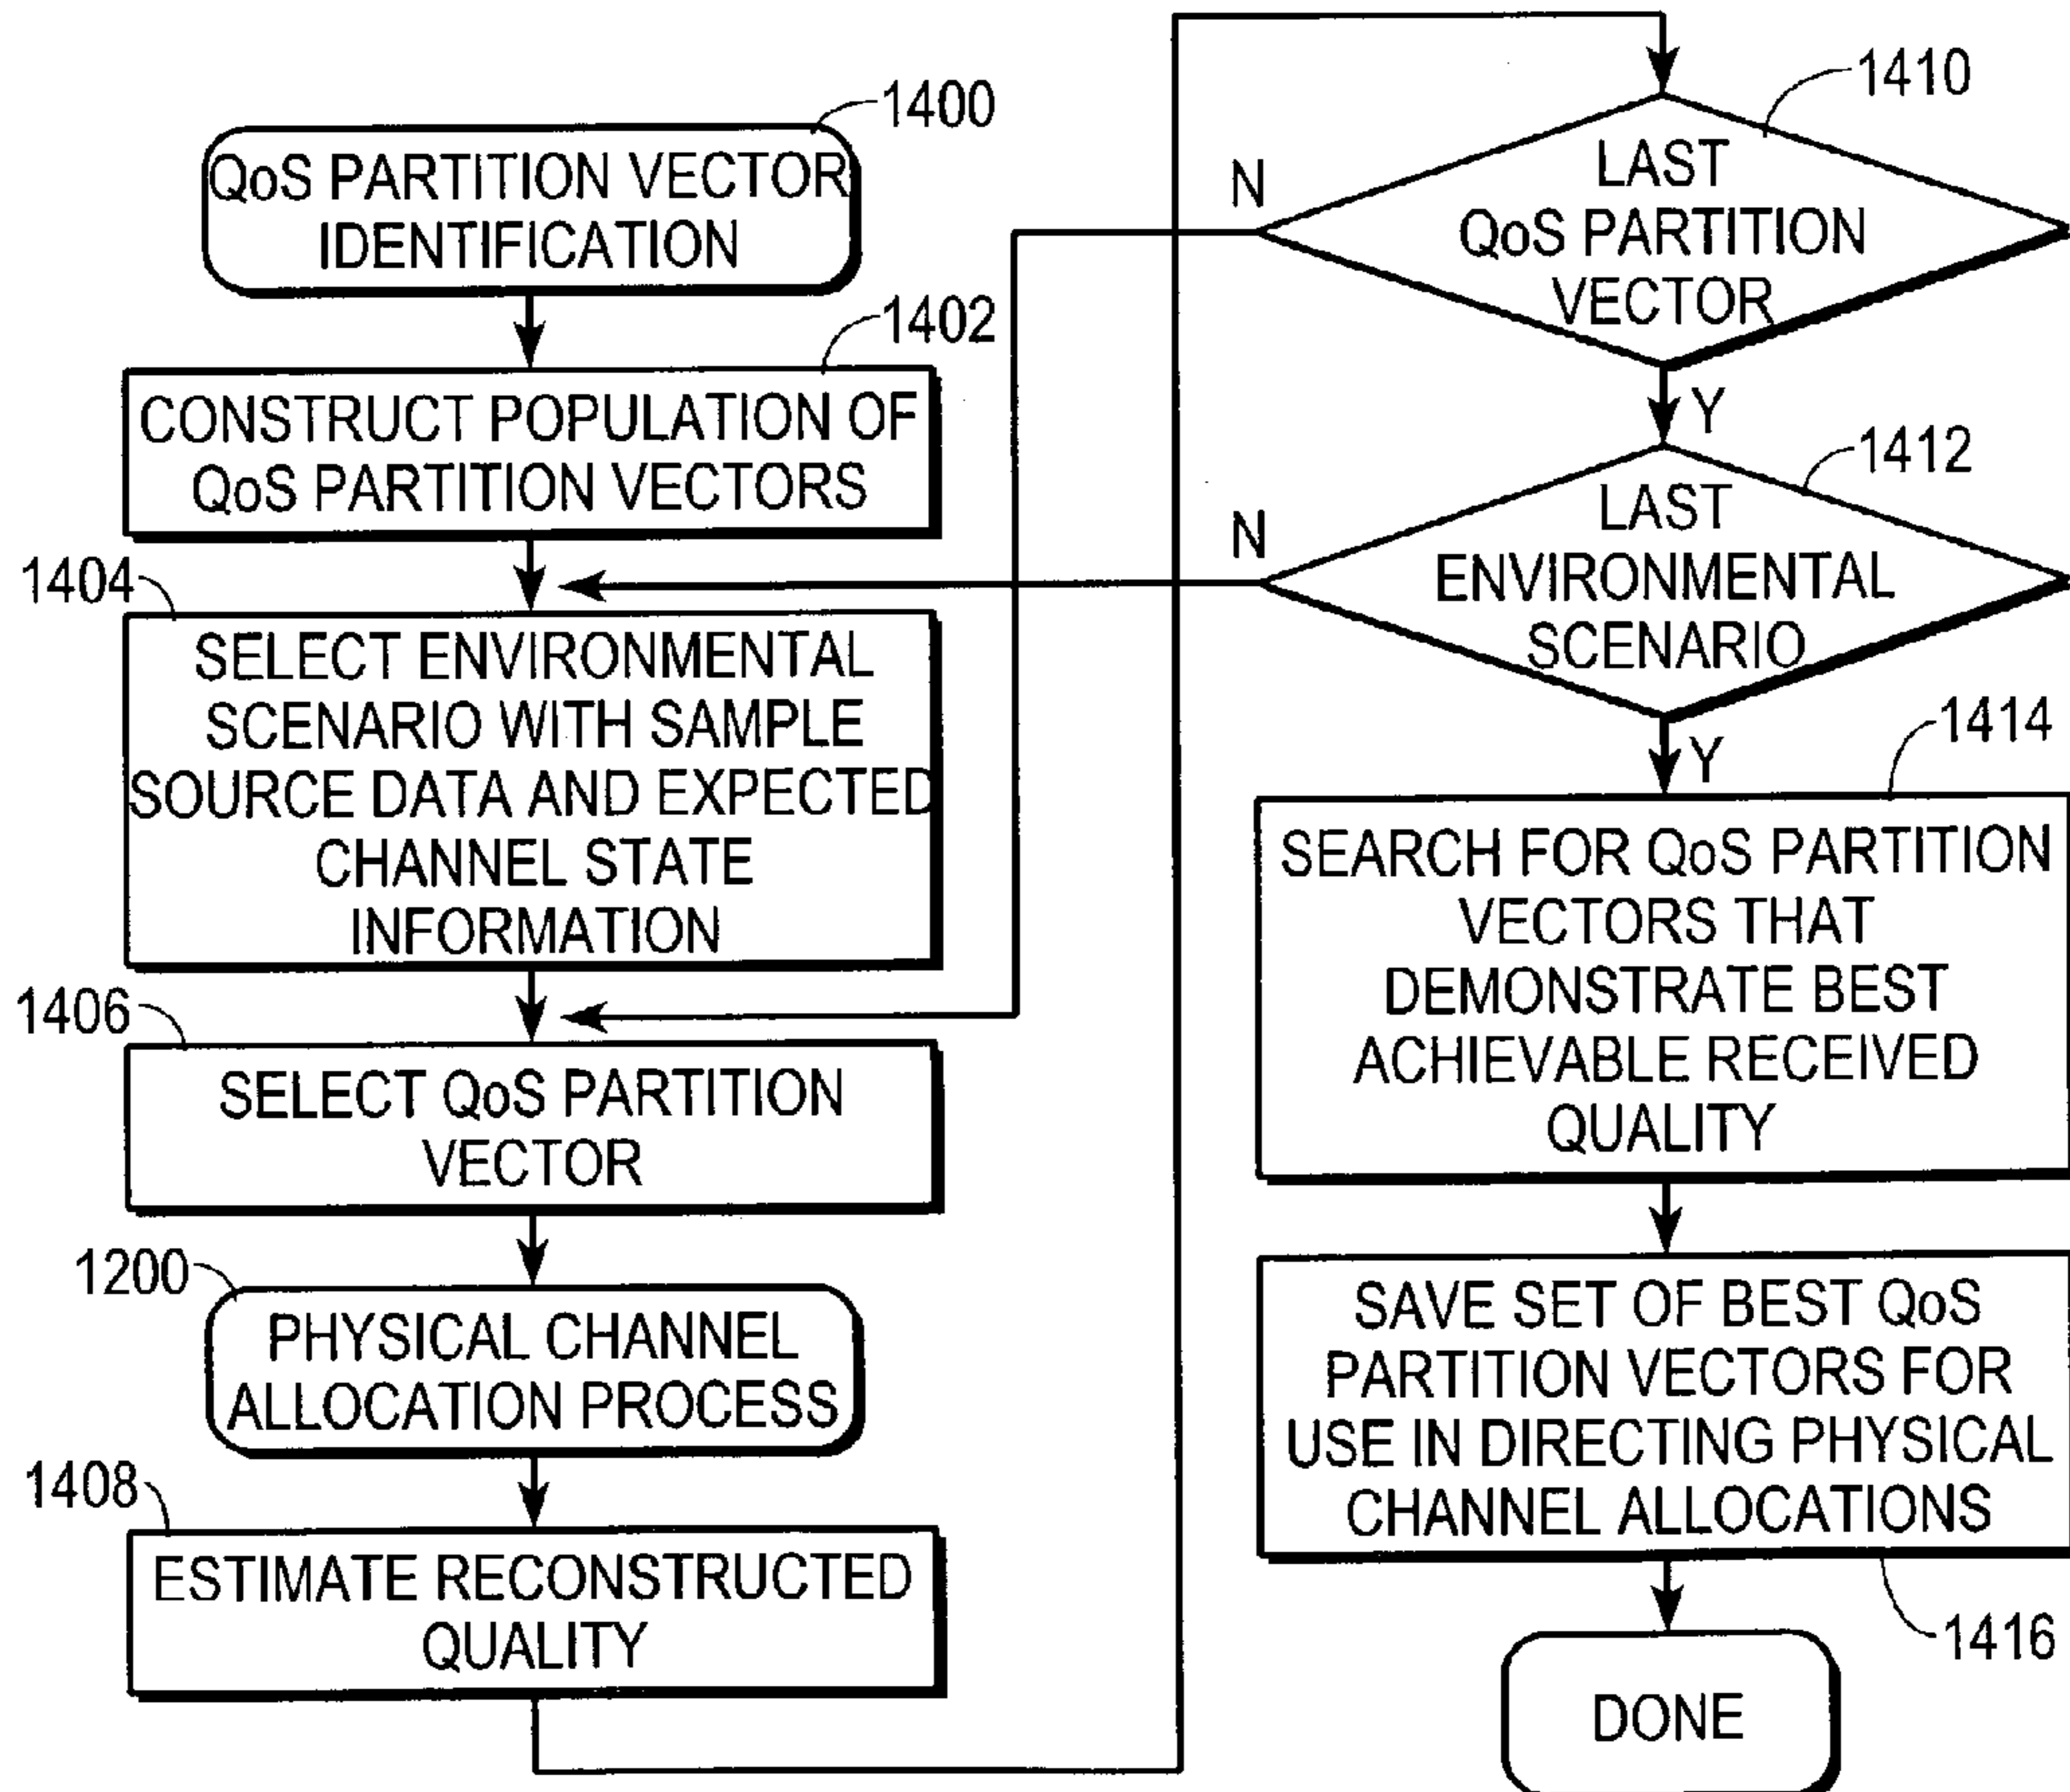 1400
QoS PARTITION VECTOR
IDENTIFICATION
1402
CONSTRUCT POPULATION OF
QoS PARTITION VECTORS
1404
SELECT ENVIRONMENTAL
SCENARIO WITH SAMPLE
SOURCE DATA AND EXPECTED
CHANNEL STATE
INFORMATION
1406
SELECT QoS PARTITION
VECTOR
1200
PHYSICAL CHANNEL
ALLOCATION PROCESS
1408
ESTIMATE RECONSTRUCTED
QUALITY
1410
N
LAST
QoS PARTITION
VECTOR
Y
1412
N
LAST
ENVIRONMENTAL
SCENARIO
Y
1414
SEARCH FOR QoS PARTITION
VECTORS THAT
DEMONSTRATE BEST
ACHIEVABLE RECEIVED
QUALITY
SAVE SET OF BEST QoS
PARTITION VECTORS FOR
USE IN DIRECTING PHYSICAL
CHANNEL ALLOCATIONS
1416
DONE